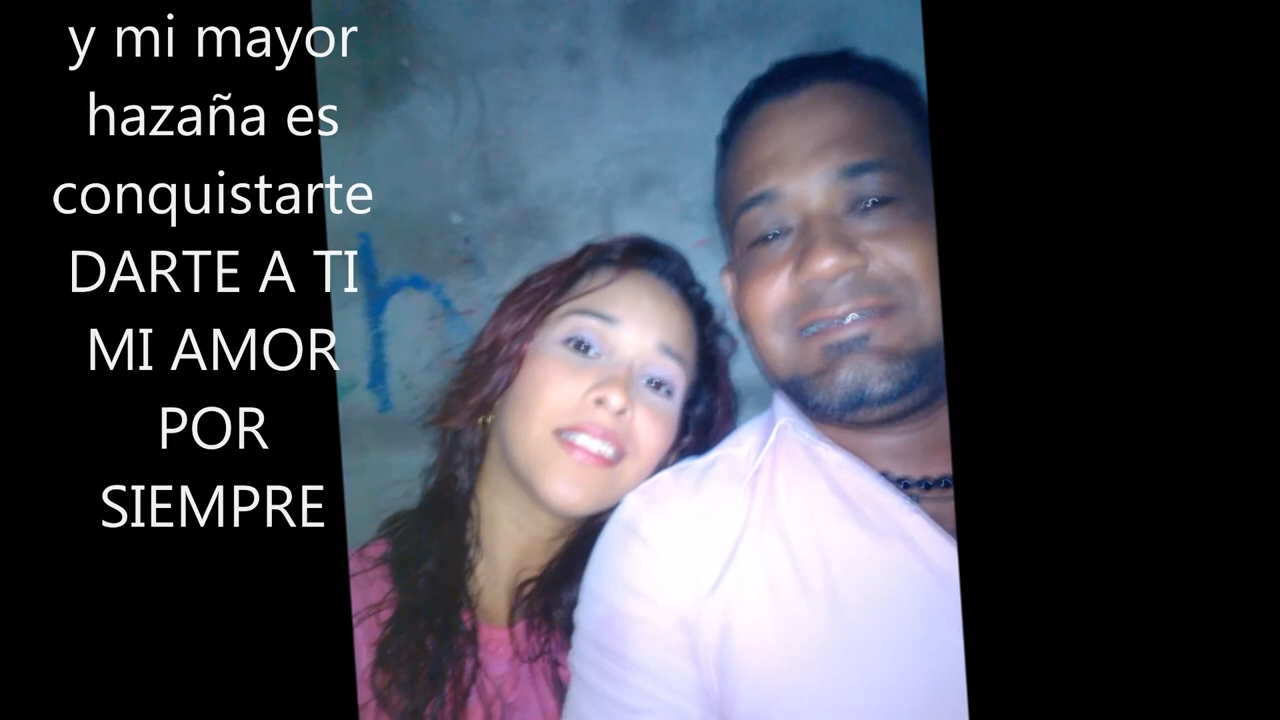 y mi mayor
hazaña es
conquistarte
DARTE A TI
MI AMOR
POR
SIEMPRE
h